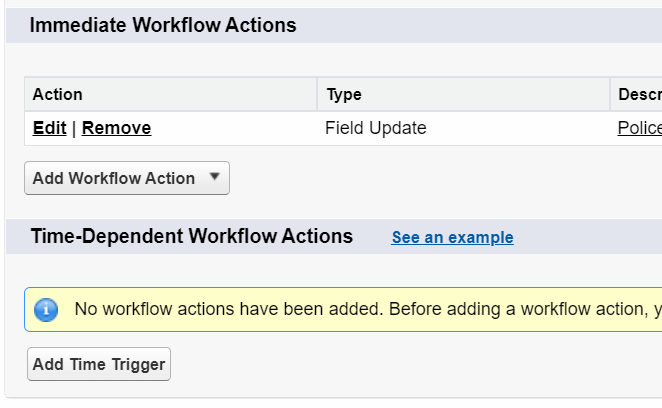 Immediate Workflow Actions
Action Type Descr
Edit | Remove Field Update Police
Add Workflow Action
Time-Dependent Workflow Actions See an example
No workflow actions have been added. Before adding a workflow action, y
Add Time Trigger